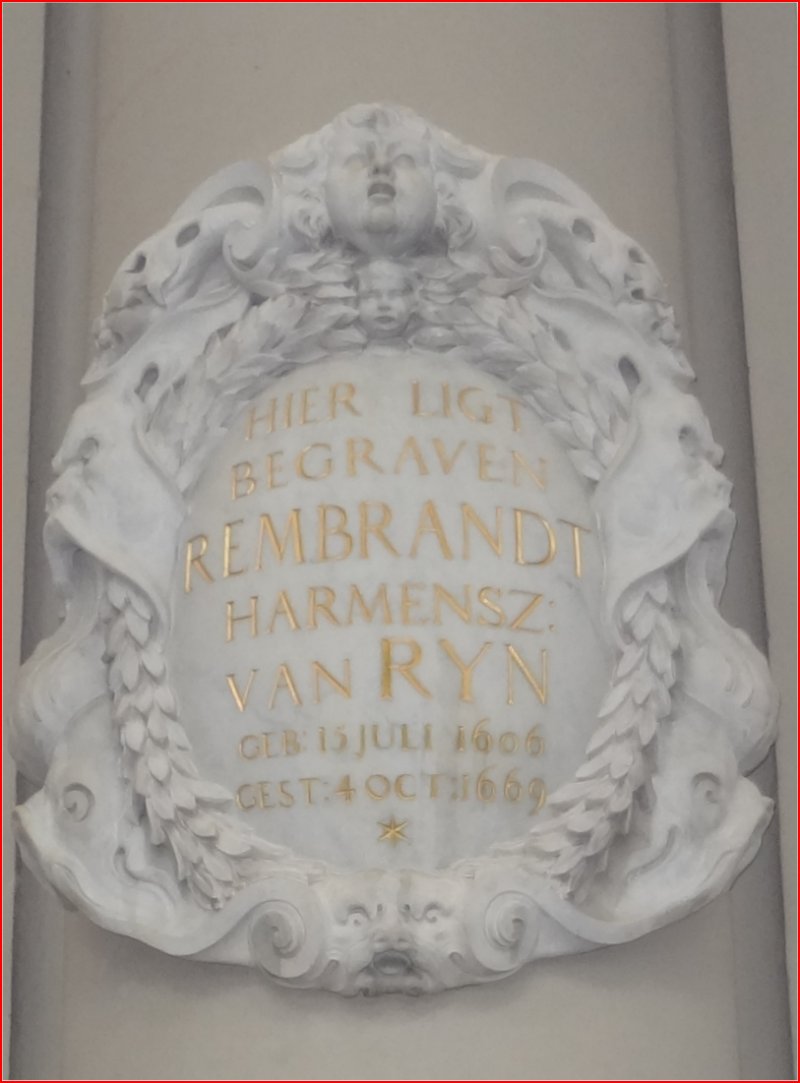 HIER LIGT
BEGRAVEN
REMBRANDT
HARMENSZ:
VAN RYN
GEB: 15 JULI 1606
GEST: 4 OCT: 1669